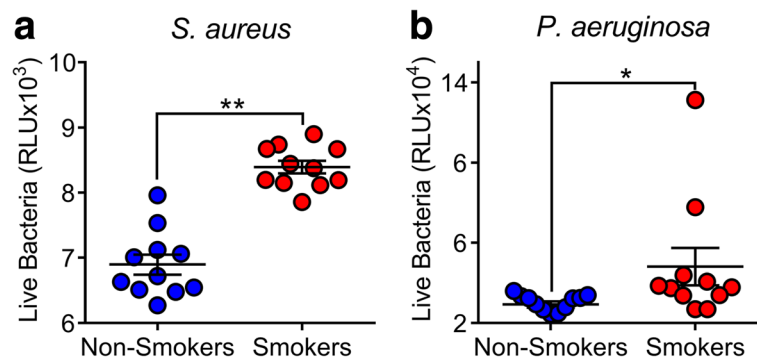 a S. aureus
Live Bacteria (RLUx10³)
10
9
8
7
6
**
Non-Smokers Smokers
b P. aeruginosa
Live Bacteria (RLUx10⁴)
14
6
6
2
*
Non-Smokers Smokers